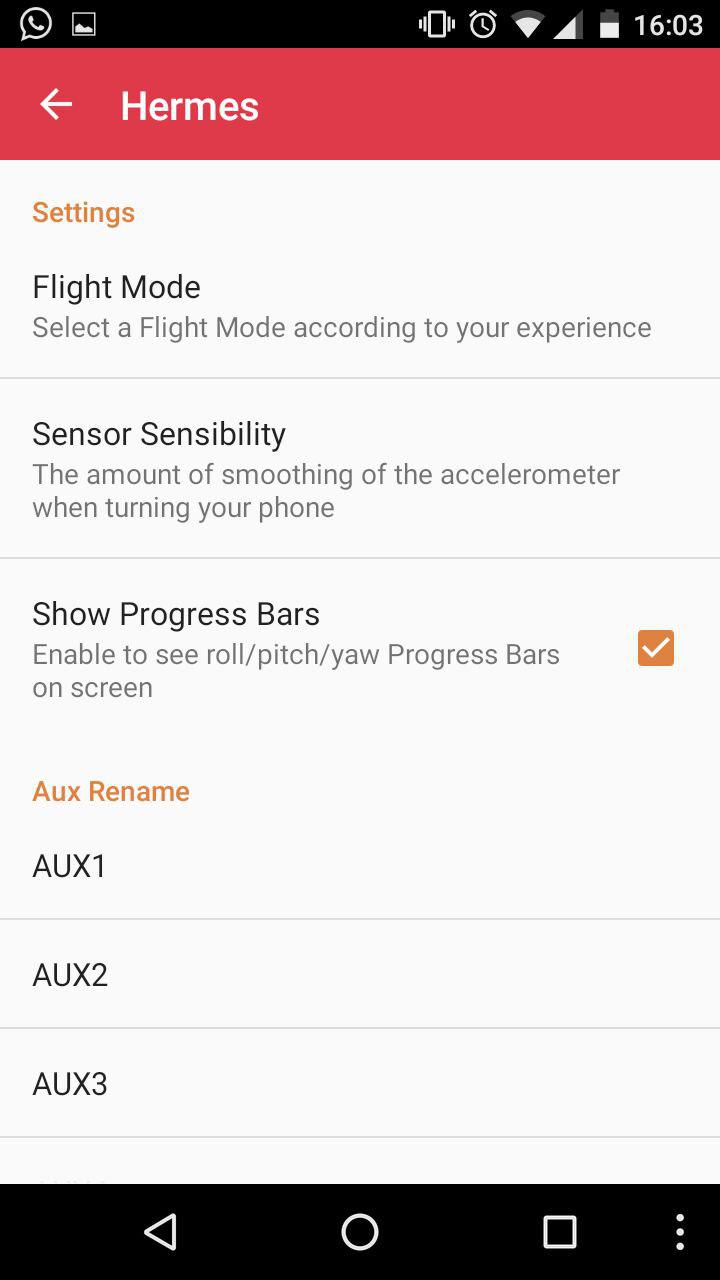 16:03
Hermes
Settings
Flight Mode
Select a Flight Mode according to your experience
Sensor Sensibility
The amount of smoothing of the accelerometer
when turning your phone
Show Progress Bars
Enable to see roll/pitch/yaw Progress Bars
on screen
Aux Rename
AUX1
AUX2
AUX3